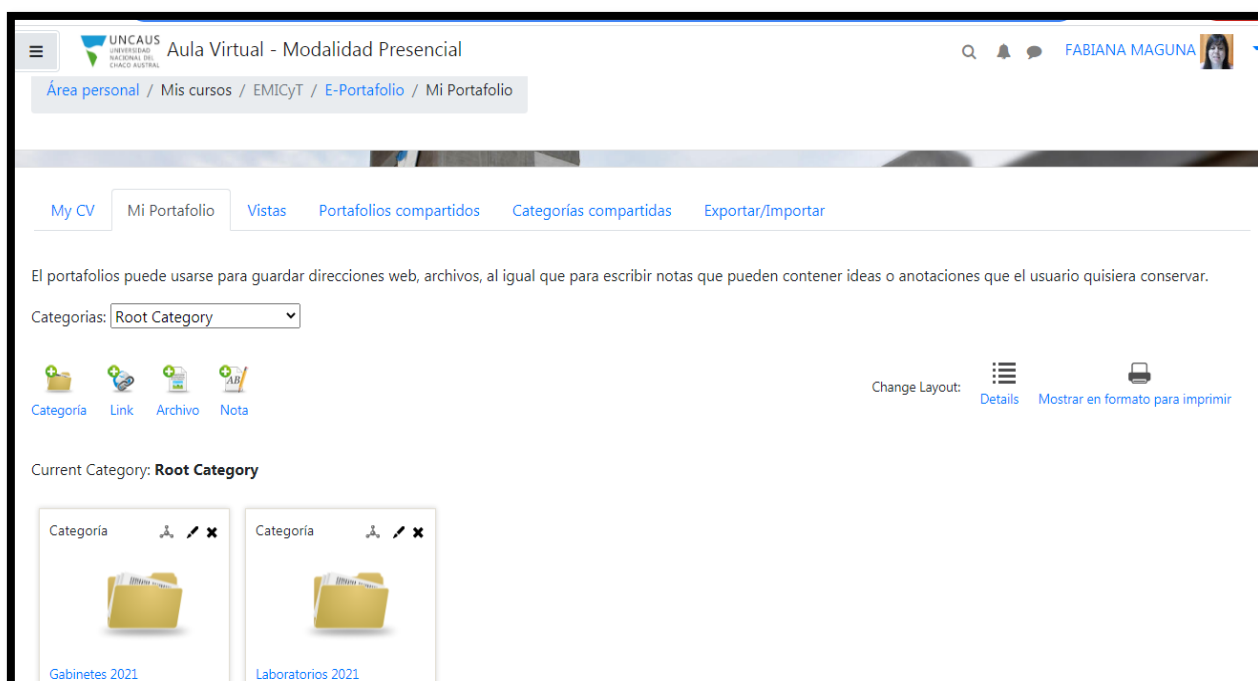 UNCAUS
UNIVERSIDAD
NACIONAL DEL
CHACO AUSTRAL
Aula Virtual - Modalidad Presencial
FABIANA MAGUNA
Área personal / Mis cursos / EMICyT / E-Portafolio / Mi Portafolio
My CV Mi Portafolio Vistas Portafolios compartidos Categorías compartidas Exportar/Importar
El portafolios puede usarse para guardar direcciones web, archivos, al igual que para escribir notas que pueden contener ideas o anotaciones que el usuario quisiera conservar.
Categorias: Root Category
Categoría Link Archivo Nota
Change Layout: Details Mostrar en formato para imprimir
Current Category: Root Category
Categoría Categoría
Gabinetes 2021 Laboratorios 2021